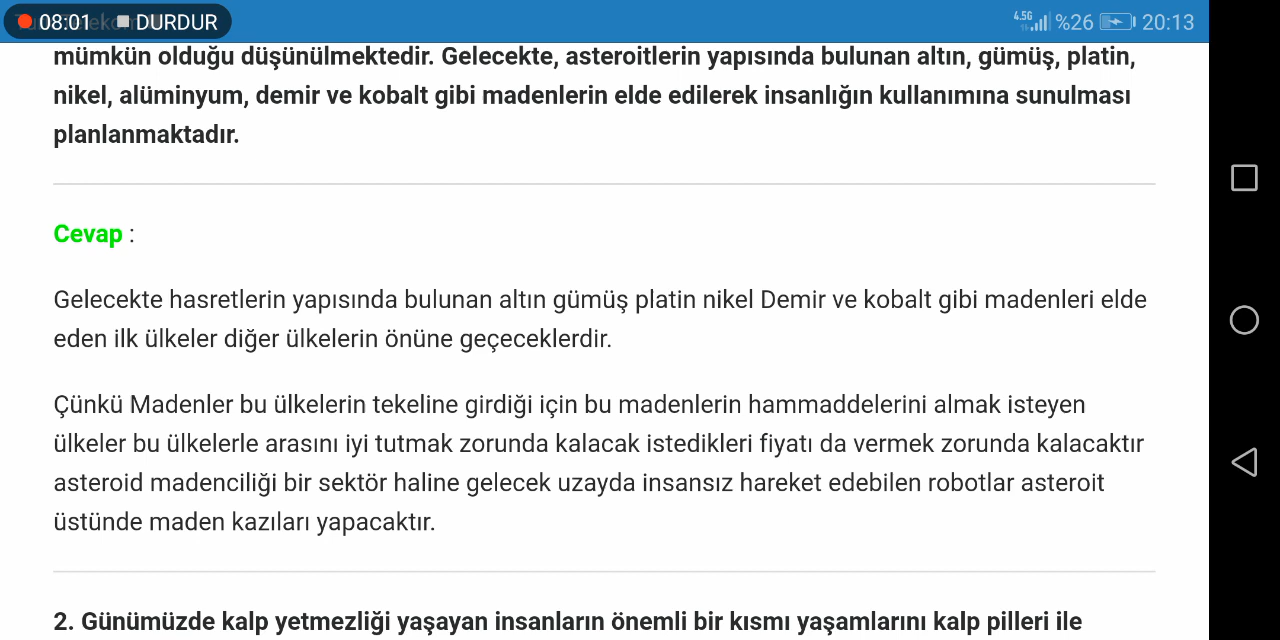 08:01 DURDUR 4.5G %26 20:13
mümkün olduğu düşünülmektedir. Gelecekte, asteroitlerin yapısında bulunan altın, gümüş, platin,
nikel, alüminyum, demir ve kobalt gibi madenlerin elde edilerek insanlığın kullanımına sunulması
planlanmaktadır.
Cevap :
Gelecekte hasretlerin yapısında bulunan altın gümüş platin nikel Demir ve kobalt gibi madenleri elde
eden ilk ülkeler diğer ülkelerin önüne geçeceklerdir.
Çünkü Madenler bu ülkelerin tekeline girdiği için bu madenlerin hammaddelerini almak isteyen
ülkeler bu ülkelerle arasını iyi tutmak zorunda kalacak istedikleri fiyatı da vermek zorunda kalacaktır
asteroid madenciliği bir sektör haline gelecek uzayda insansız hareket edebilen robotlar asteroit
üstünde maden kazıları yapacaktır.
2. Günümüzde kalp yetmezliği yaşayan insanların önemli bir kısmı yaşamlarını kalp pilleri ile